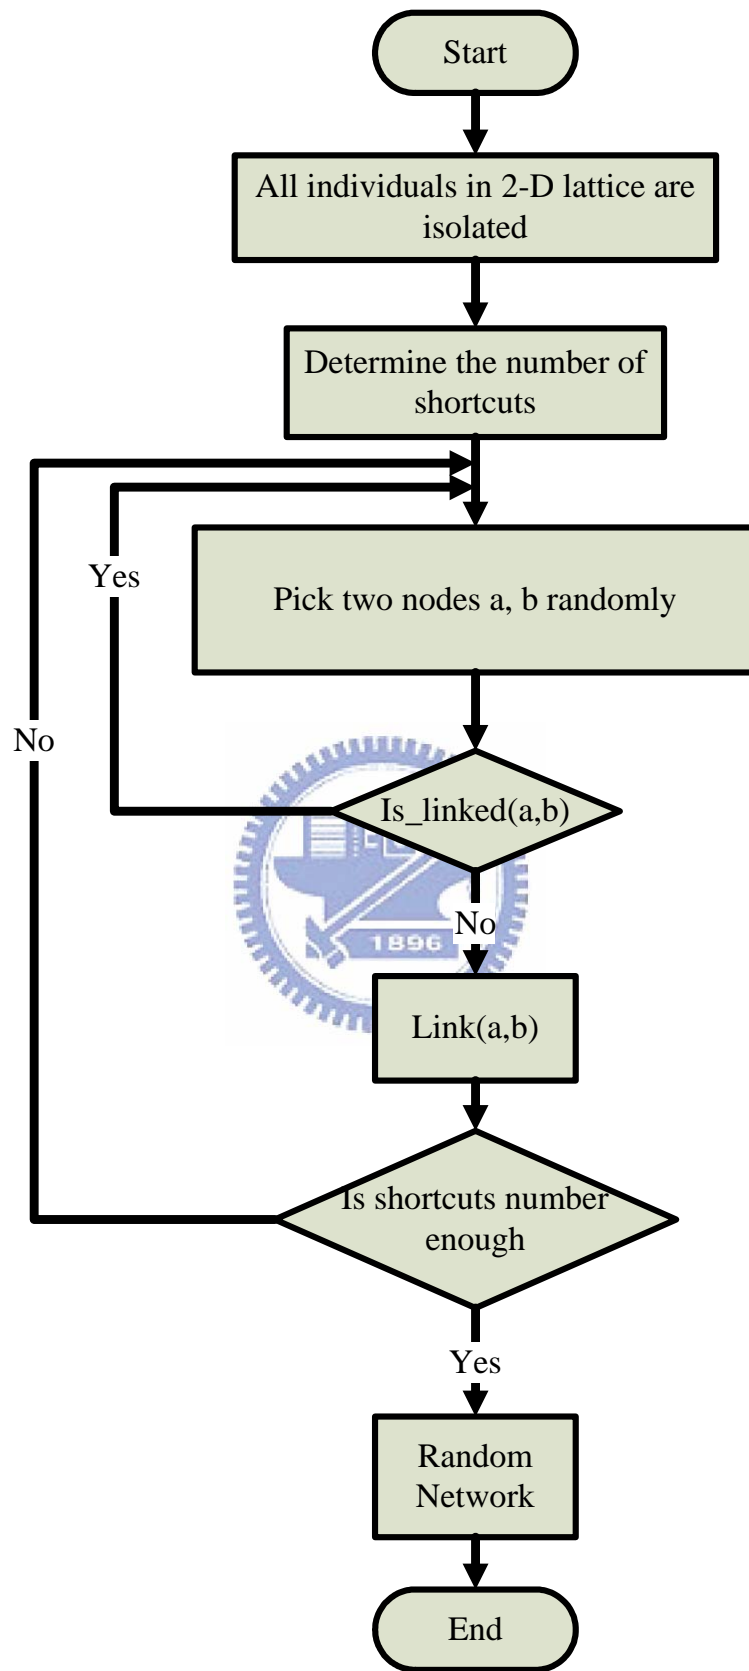 Start
All individuals in 2-D lattice are
isolated
Determine the number of
shortcuts
Yes
Pick two nodes a, b randomly
No
Is_linked(a,b)
No
1896
Link(a,b)
Is shortcuts number
enough
Yes
Random
Network
End